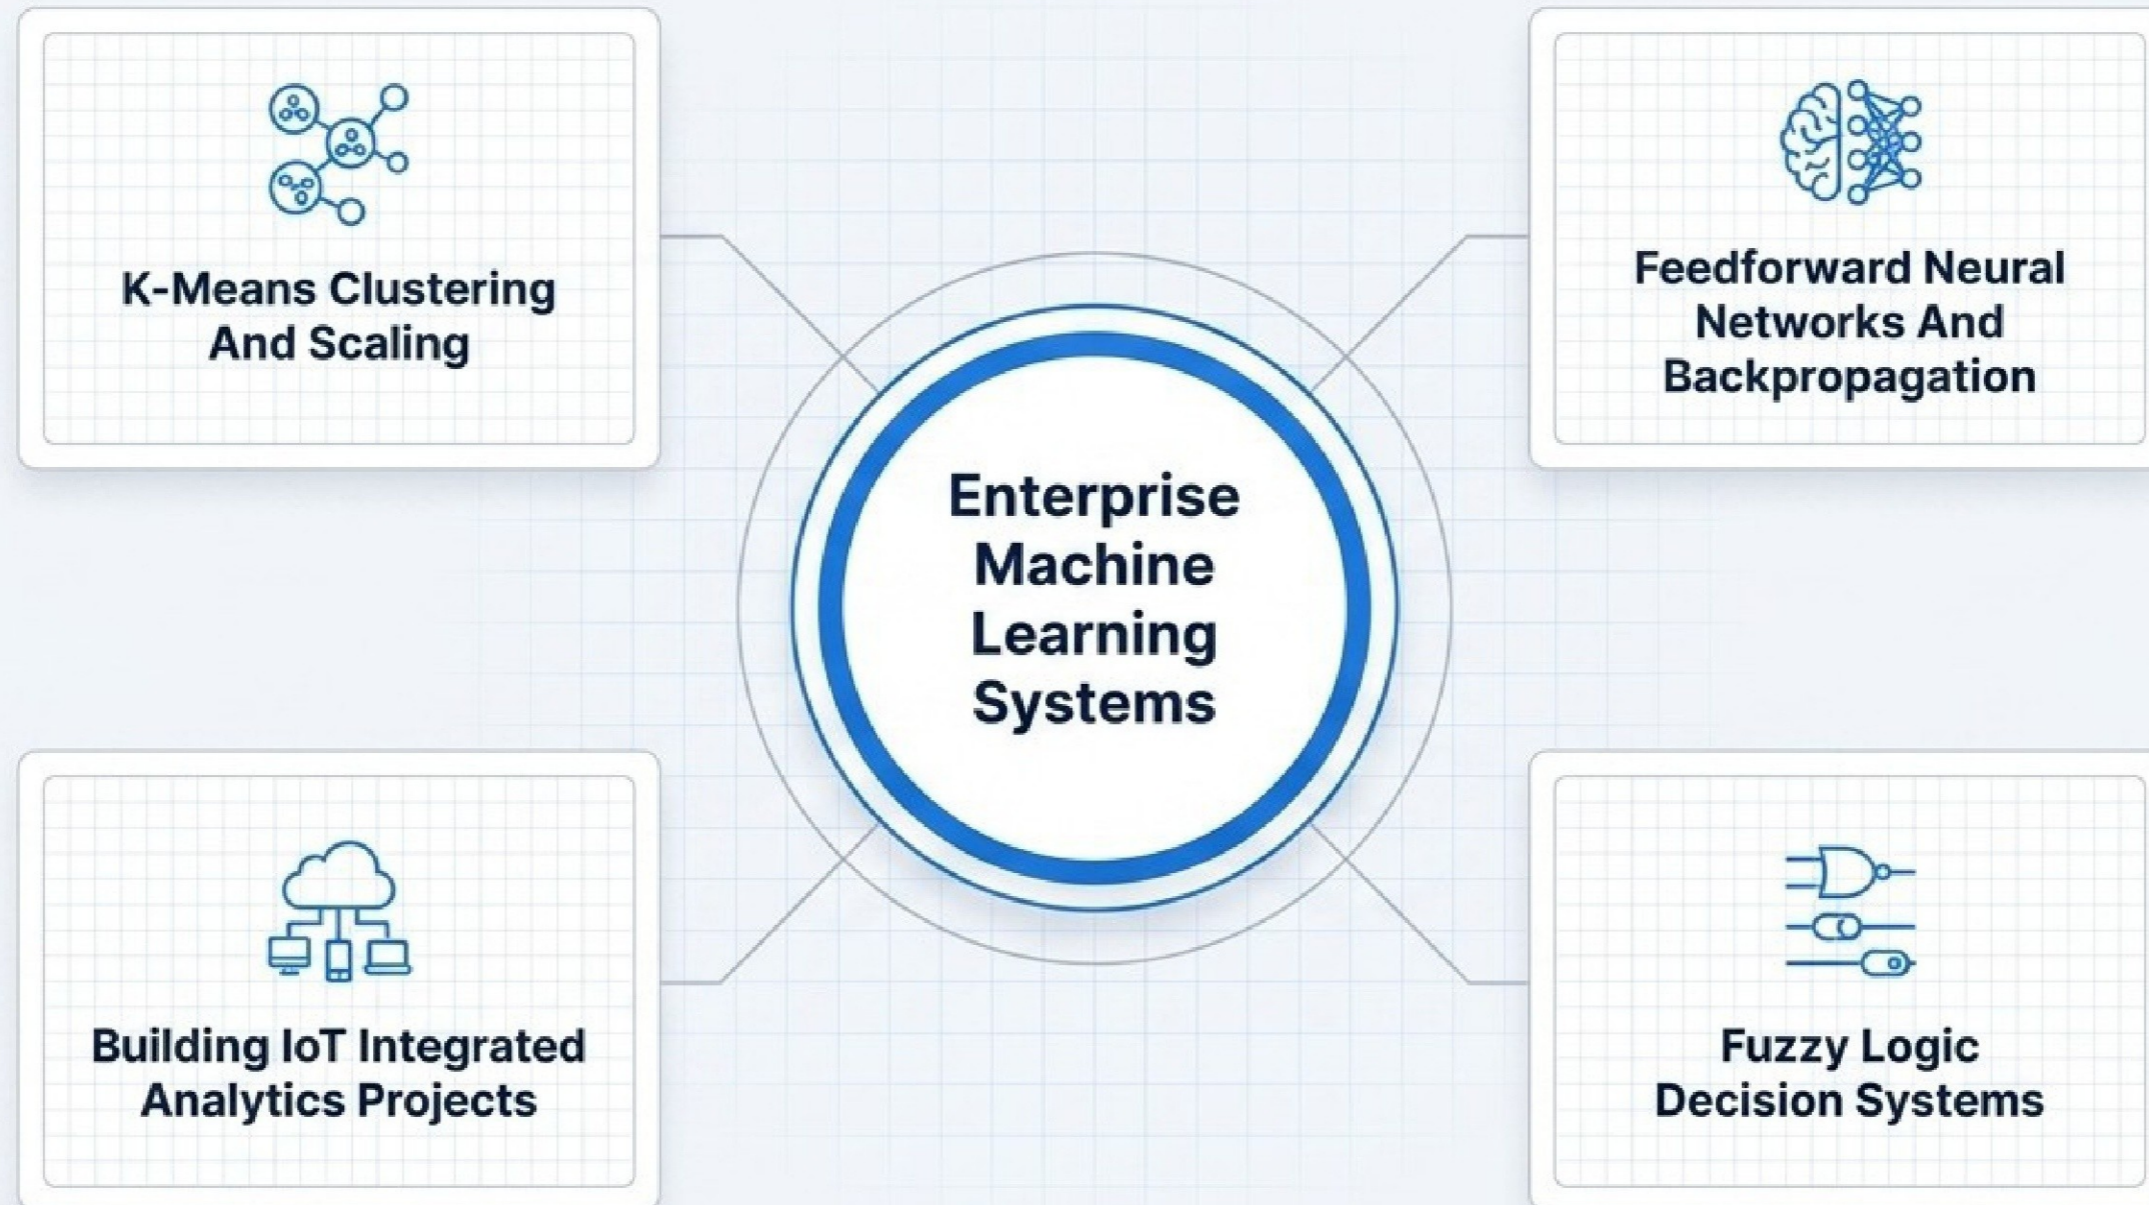 K-Means Clustering
And Scaling
Feedforward Neural
Networks And
Backpropagation
Enterprise
Machine
Learning
Systems
Building IoT Integrated
Analytics Projects
Fuzzy Logic
Decision Systems